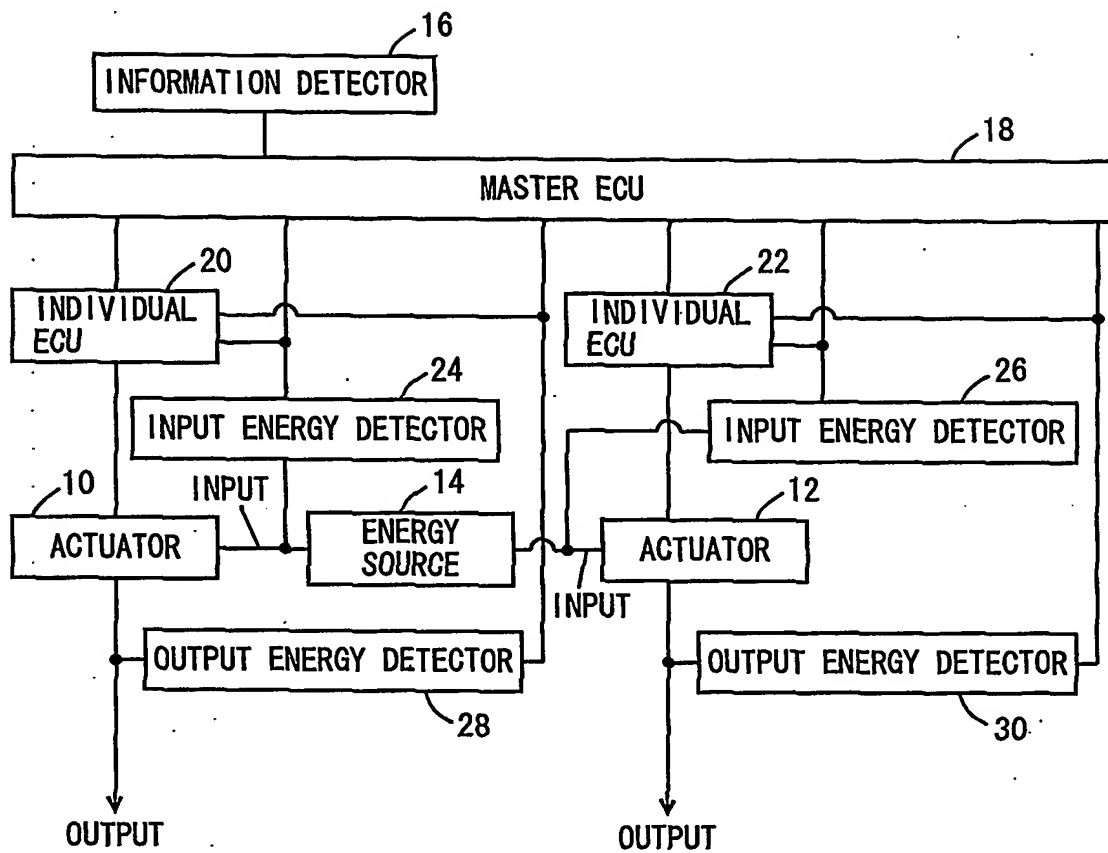 16
INFORMATION DETECTOR
18
MASTER ECU
20
INDIVIDUAL
ECU
22
INDIVIDUAL
ECU
24
INPUT ENERGY DETECTOR
26
INPUT ENERGY DETECTOR
10
ACTUATOR
INPUT
14
ENERGY
SOURCE
12
ACTUATOR
INPUT
OUTPUT ENERGY DETECTOR
28
OUTPUT ENERGY DETECTOR
30
OUTPUT
OUTPUT